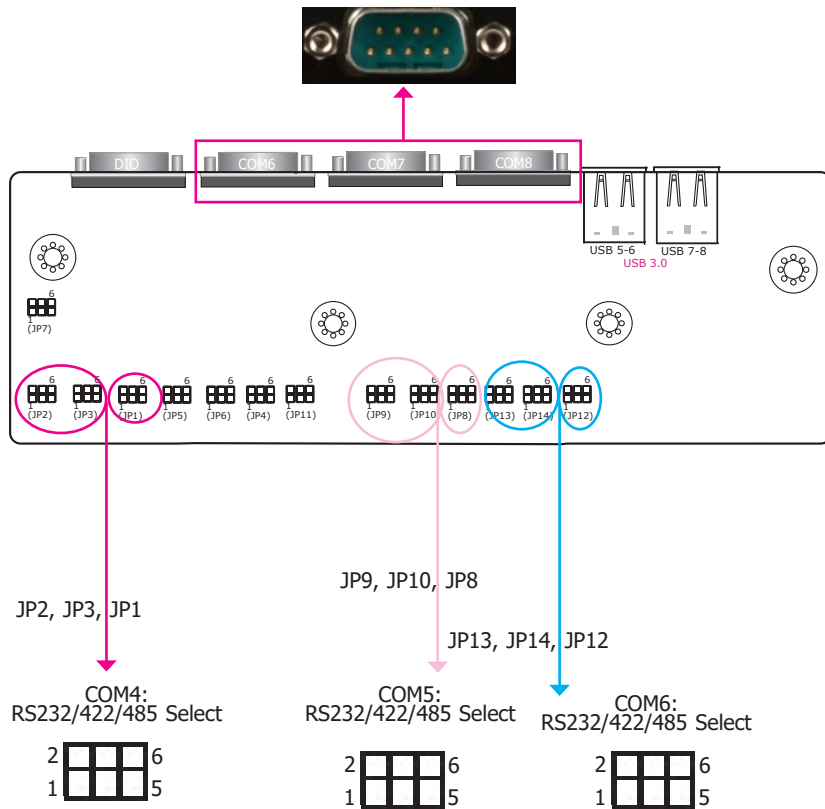 DIO COM6 COM7 COM8
USB 5-6 USB 7-8
USB 3.0
6
1
(JP7)
6 6 6 6 6 6 6 6 6 6 6 6 6
1 1 1 1 1 1 1 1 1 1 1 1 1
(JP2) (JP3) (JP1) (JP5) (JP6) (JP4) (JP11) (JP9) (JP10) (JP8) (JP13) (JP14) (JP12)
JP9, JP10, JP8
JP2, JP3, JP1
JP13, JP14, JP12
COM4:
RS232/422/485 Select
2 6
1 5
COM5:
RS232/422/485 Select
2 6
1 5
COM6:
RS232/422/485 Select
2 6
1 5